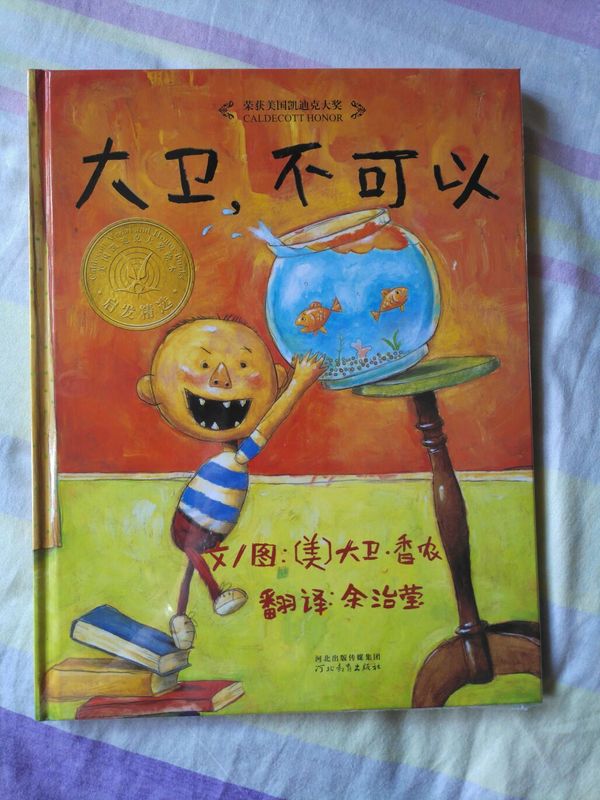 荣获美国凯迪克大奖
CALDECOTT HONOR
大卫,不可以
启发精选
文/图:〔美〕大卫·香农
翻译:余治莹
河北出版传媒集团
河北教育出版社